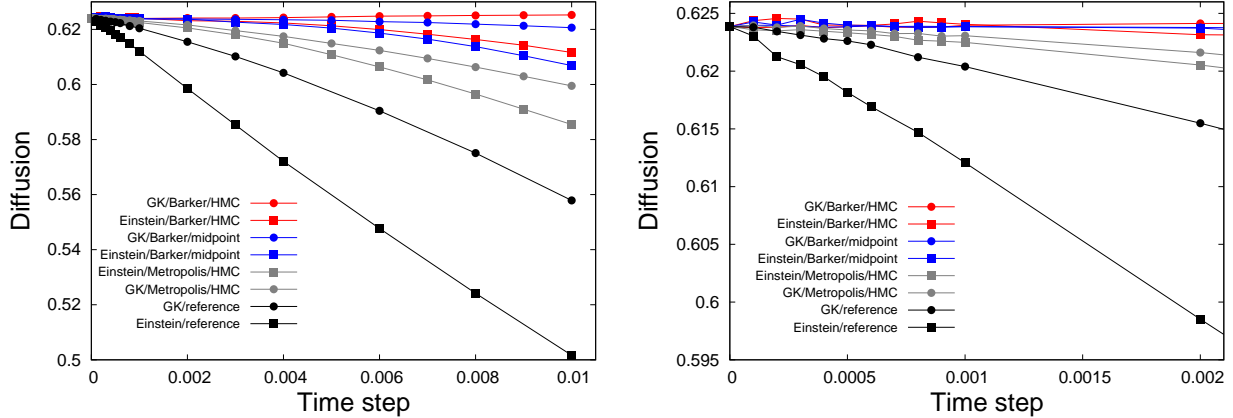 0.5
0.52
0.54
0.56
0.58
0.6
0.62
0
0.002
0.004
0.006
0.008
0.01
Diffusion
Time step
GK/Barker/HMC
Einstein/Barker/HMC
GK/Barker/midpoint
Einstein/Barker/midpoint
Einstein/Metropolis/HMC
GK/Metropolis/HMC
GK/reference
Einstein/reference
0.595
0.6
0.605
0.61
0.615
0.62
0.625
0
0.0005
0.001
0.0015
0.002
Diffusion
Time step
GK/Barker/HMC
Einstein/Barker/HMC
GK/Barker/midpoint
Einstein/Barker/midpoint
Einstein/Metropolis/HMC
GK/Metropolis/HMC
GK/reference
Einstein/reference